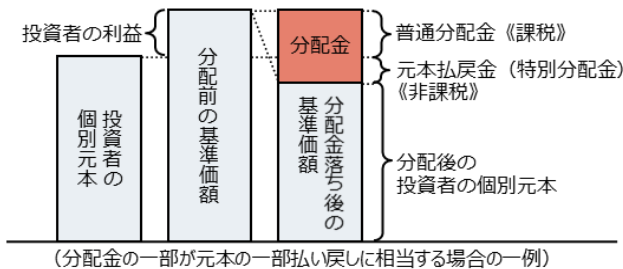 投資者の利益
投資者の
個別元本
分配前の基準価額
分配金
分配金落ち後の
基準価額
普通分配金《課税》
元本払戻金（特別分配金）
《非課税》
分配後の
投資者の個別元本
（分配金の一部が元本の一部払い戻しに相当する場合の一例）